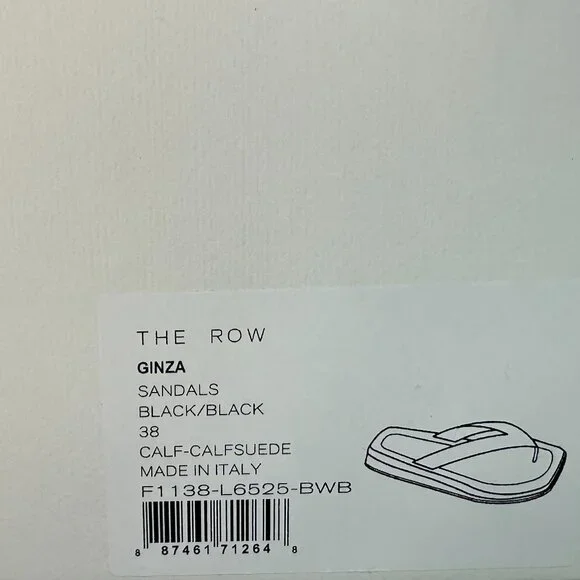 THE ROW
GINZA
SANDALS
BLACK/BLACK
38
CALF-CALFSUEDE
MADE IN ITALY
F1138-L6525-BWB
8 87461 71264 8